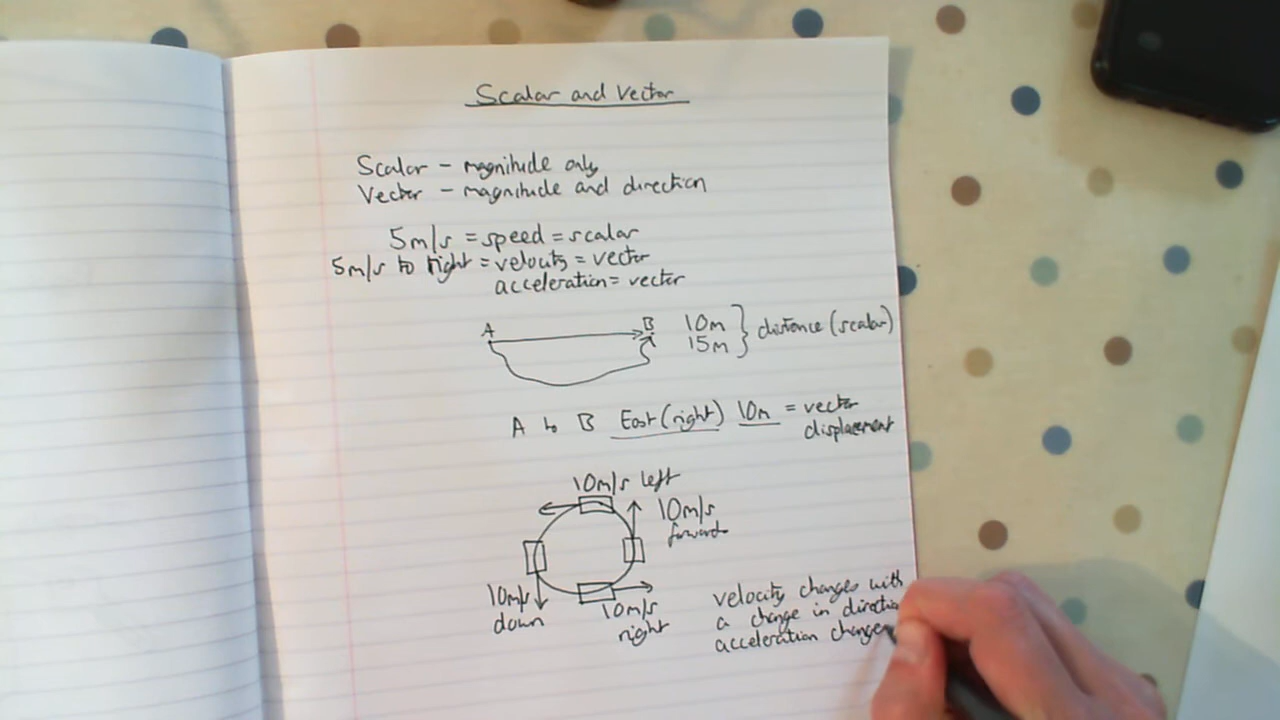 Scalar and Vector
Scalar - magnitude only
Vector - magnitude and direction
5m/s = speed = scalar
5m/s to right = velocity = vector
acceleration = vector
A B 10m } distance (scalar)
15m
A to B East (right) 10m = vector
displacement
10m/s left
10m/s
forward
10m/s
down
10m/s
right
velocity changes with
a change in direction
acceleration changes